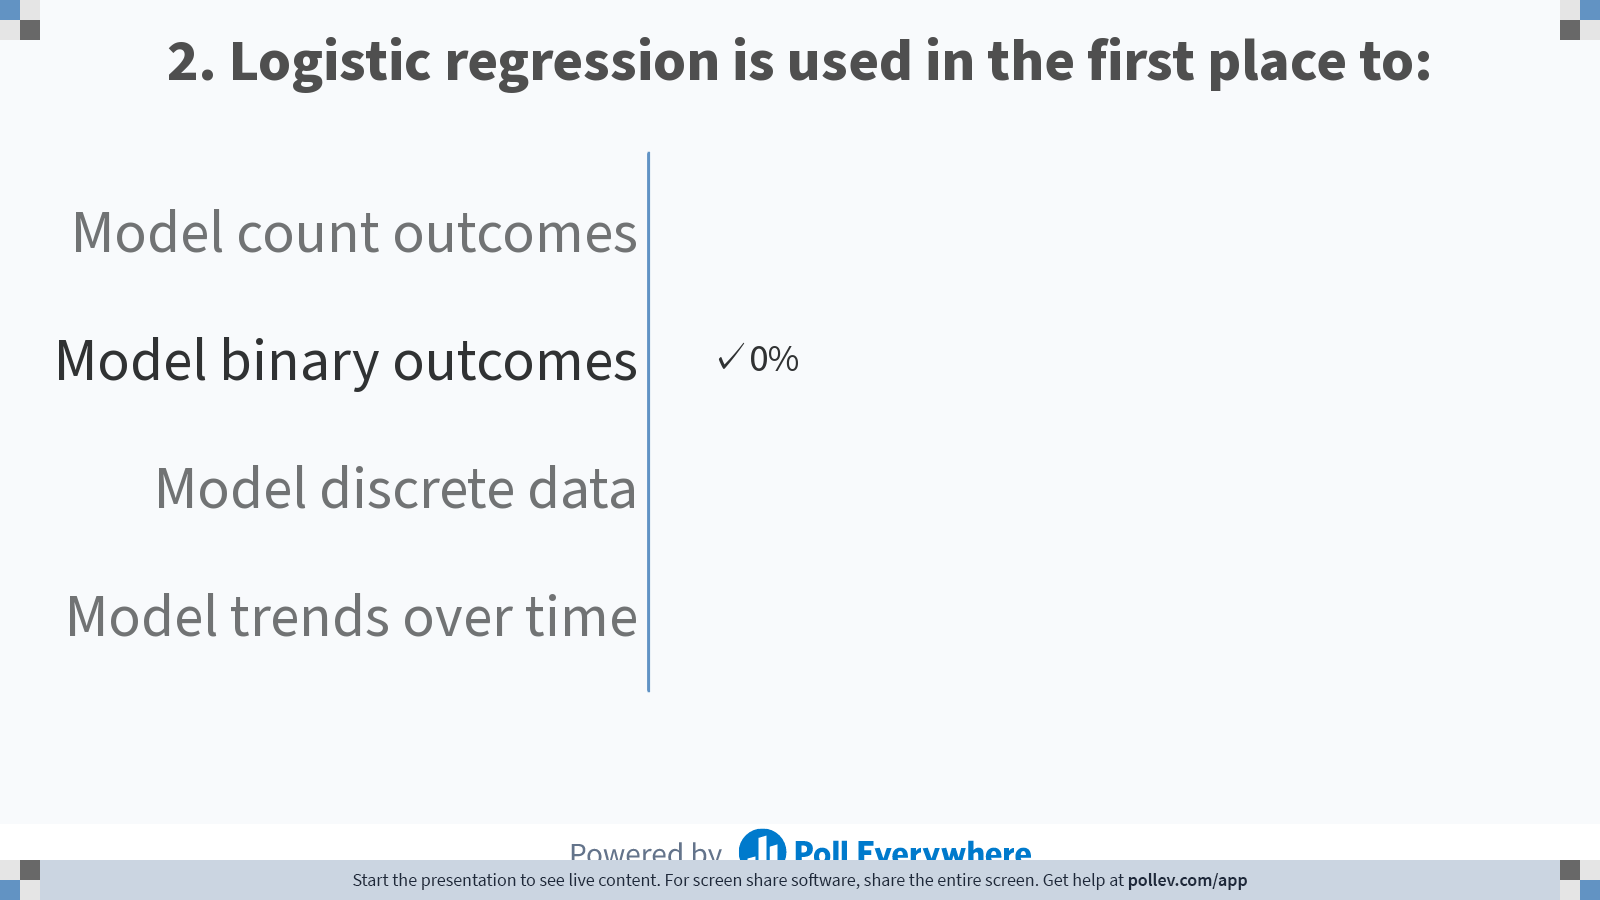 2. Logistic regression is used in the first place to:
Model count outcomes
Model binary outcomes
✓0%
Model discrete data
Model trends over time
Powered by Poll Everywhere
Start the presentation to see live content. For screen share software, share the entire screen. Get help at pollev.com/app